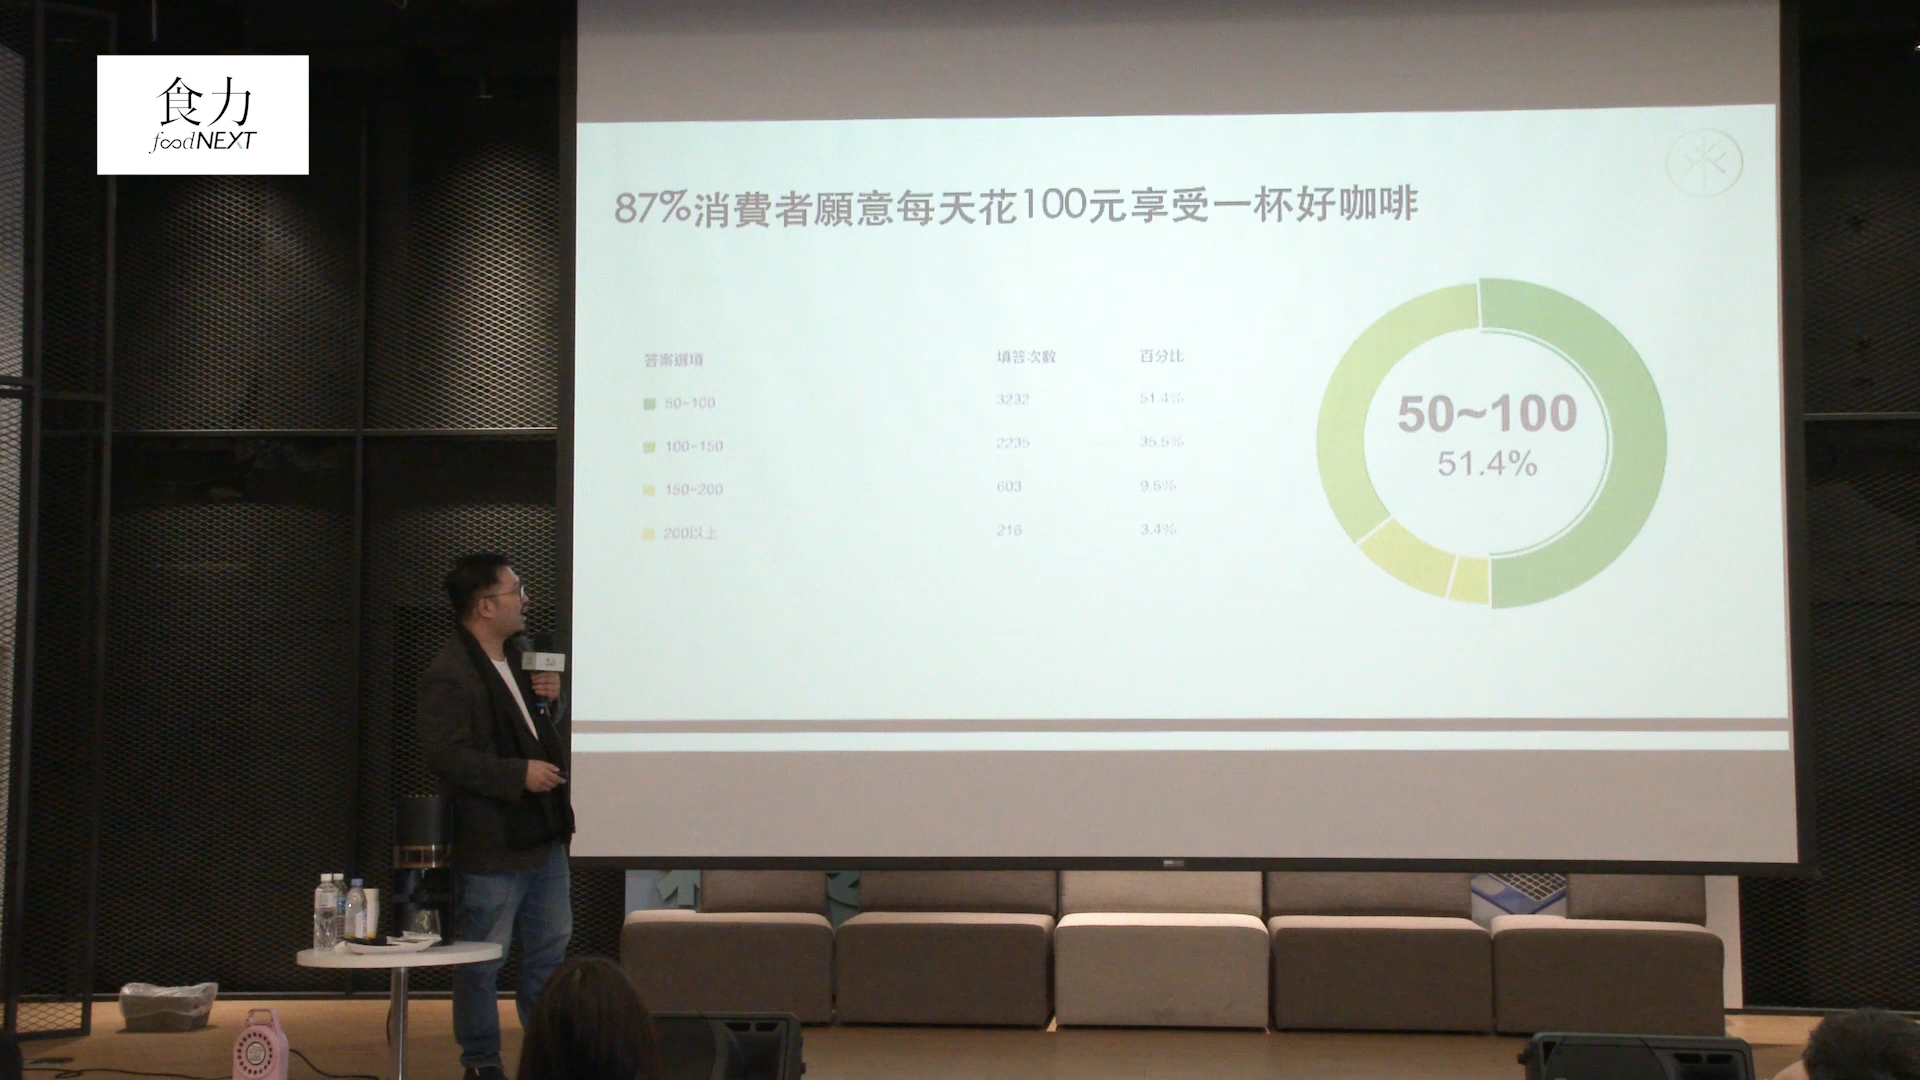 食力
foodNEXT
87%消費者願意每天花100元享受一杯好咖啡
答案選項 填答次數 百分比
50~100 3232 51.4%
100~150 2235 35.5%
150~200 603 9.5%
200以上 216 3.4%
50~100
51.4%